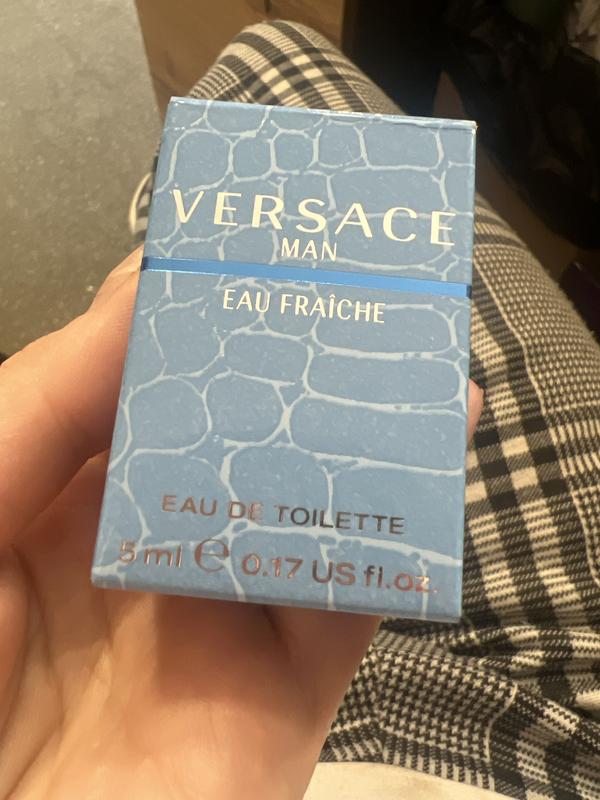 VERSACE
MAN
EAU FRAÎCHE
EAU DE TOILETTE
5 ml ℮ 0.17 US fl.oz.